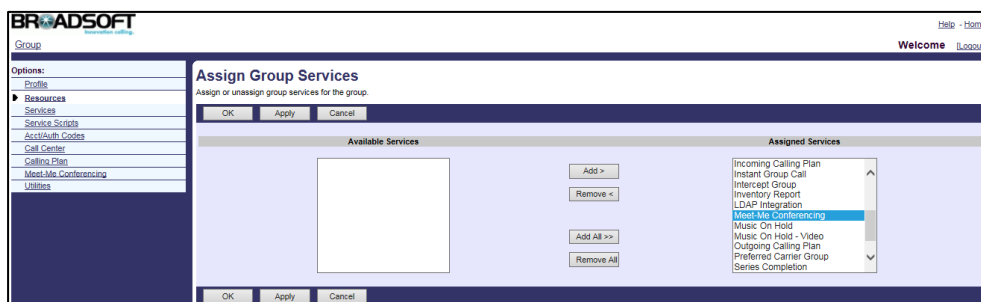 BROADSOFT
Innovation calling.
Help - Hom
Group
Welcome [Logou
Options:
Profile
Resources
Services
Service Scripts
Acct/Auth Codes
Call Center
Calling Plan
Meet-Me Conferencing
Utilities
Assign Group Services
Assign or unassign group services for the group.
OK Apply Cancel
Available Services Assigned Services
Add >
Remove <
Add All >>
Remove All
Incoming Calling Plan
Instant Group Call
Intercept Group
Inventory Report
LDAP Integration
Meet-Me Conferencing
Music On Hold
Music On Hold - Video
Outgoing Calling Plan
Preferred Carrier Group
Series Completion
OK Apply Cancel